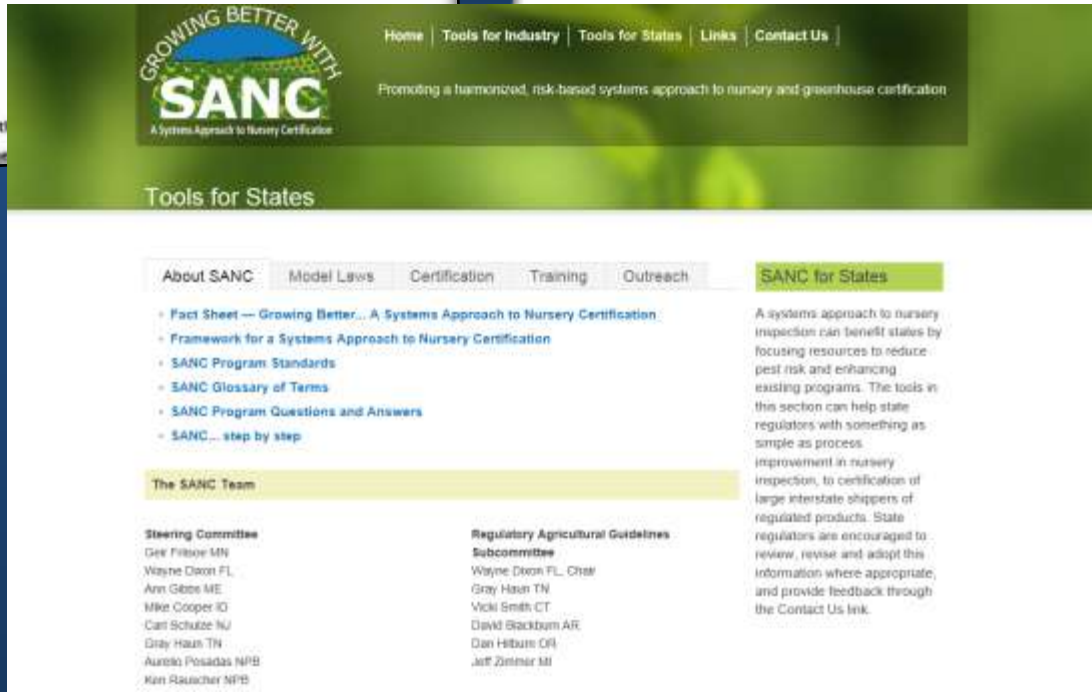 GROWING BETTER WITH
SANC
A Systems Approach to Nursery Certification
Home | Tools for Industry | Tools for States | Links | Contact Us |
Promoting a harmonized, risk-based systems approach to nursery and greenhouse certification
Tools for States
About SANC Model Laws Certification Training Outreach
Fact Sheet — Growing Better... A Systems Approach to Nursery Certification
Framework for a Systems Approach to Nursery Certification
SANC Program Standards
SANC Glossary of Terms
SANC Program Questions and Answers
SANC... step by step
The SANC Team
Steering Committee
Geir Friisoe MN
Wayne Dixon FL
Ann Gibbs ME
Mike Cooper ID
Carl Schulze NJ
Gray Haun TN
Aurelio Posadas NPB
Ken Rauscher NPB
Regulatory Agricultural Guidelines
Subcommittee
Wayne Dixon FL, Chair
Gray Haun TN
Vicki Smith CT
David Blackburn AR
Dan Hilburn OR
Jeff Zimmer MI
SANC for States
A systems approach to nursery
inspection can benefit states by
focusing resources to reduce
pest risk and enhancing
existing programs. The tools in
this section can help state
regulators with something as
simple as process
improvement in nursery
inspection, to certification of
large interstate shippers of
regulated products. State
regulators are encouraged to
review, revise and adopt this
information where appropriate,
and provide feedback through
the Contact Us link.